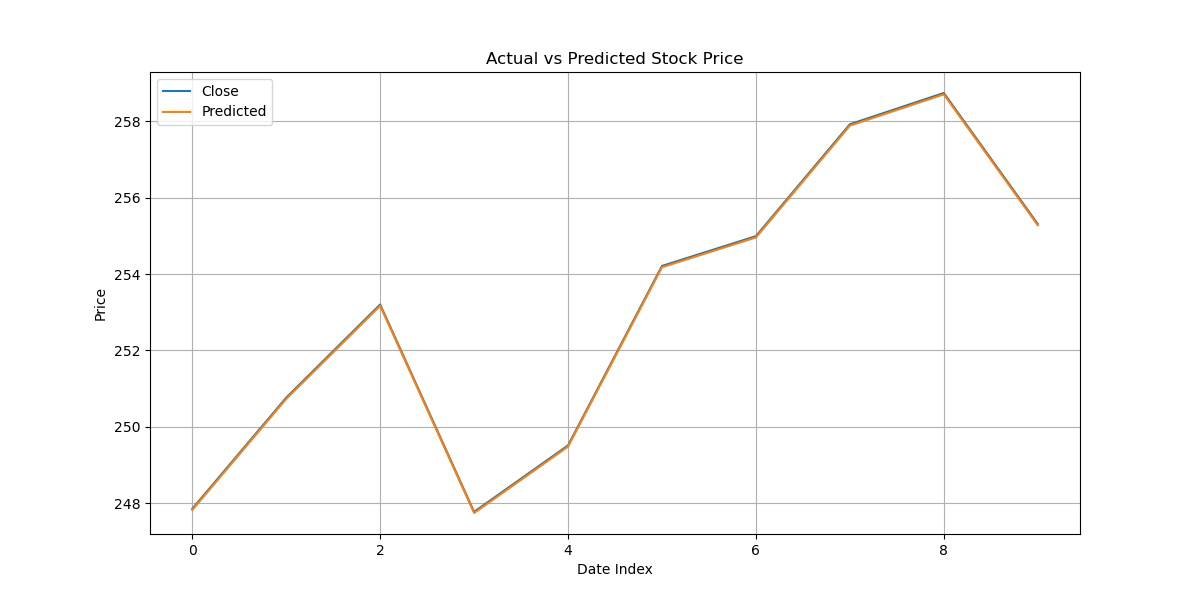 Actual vs Predicted Stock Price
Close
Predicted
258
256
254
252
250
248
Price
0 2 4 6 8
Date Index